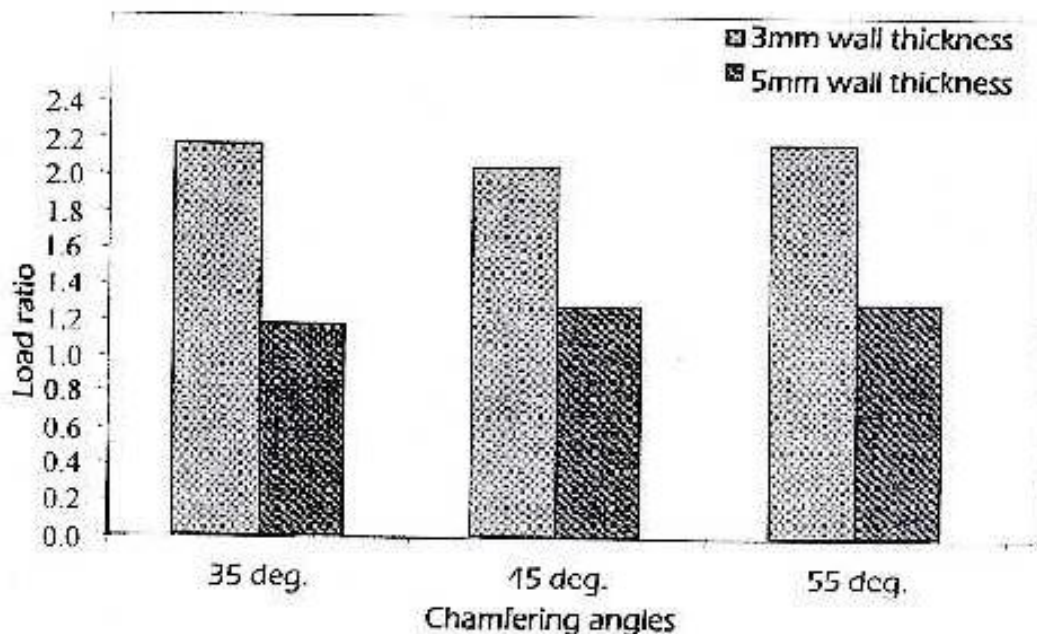 3mm wall thickness
5mm wall thickness
2.4
2.2
2.0
1.8
1.6
1.4
1.2
1.0
0.8
0.6
0.4
0.2
0.0
Load ratio
35 deg.
45 deg.
55 deg.
Chamfering angles